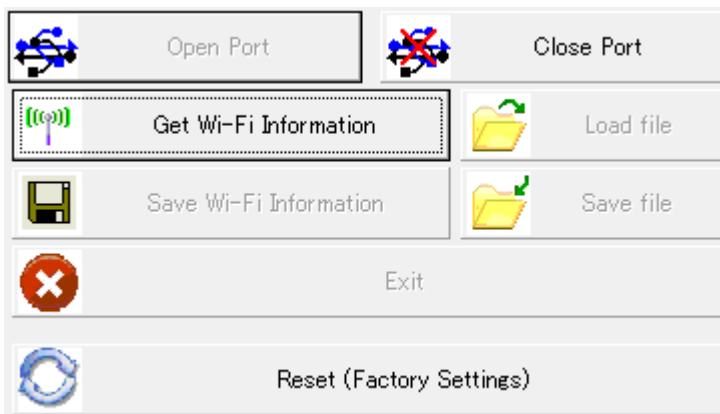 Open Port
Close Port
Get Wi-Fi Information
Load file
Save Wi-Fi Information
Save file
Exit
Reset (Factory Settings)